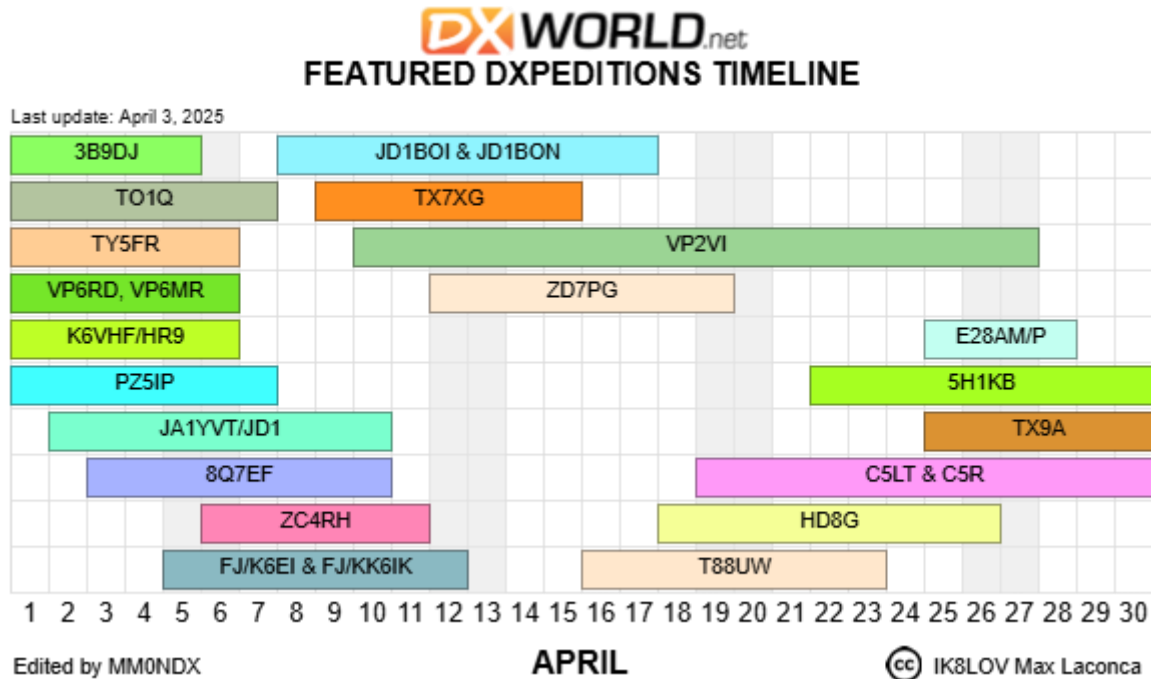 DX WORLD.net
FEATURED DXPEDITIONS TIMELINE
Last update: April 3, 2025
3B9DJ JD1BOI & JD1BON
TO1Q TX7XG
TY5FR VP2VI
VP6RD, VP6MR ZD7PG
K6VHF/HR9 E28AM/P
PZ5IP 5H1KB
JA1YVT/JD1 TX9A
8Q7EF C5LT & C5R
ZC4RH HD8G
FJ/K6EI & FJ/KK6IK T88UW
1 2 3 4 5 6 7 8 9 10 11 12 13 14 15 16 17 18 19 20 21 22 23 24 25 26 27 28 29 30
Edited by MM0NDX APRIL cc IK8LOV Max Laconca